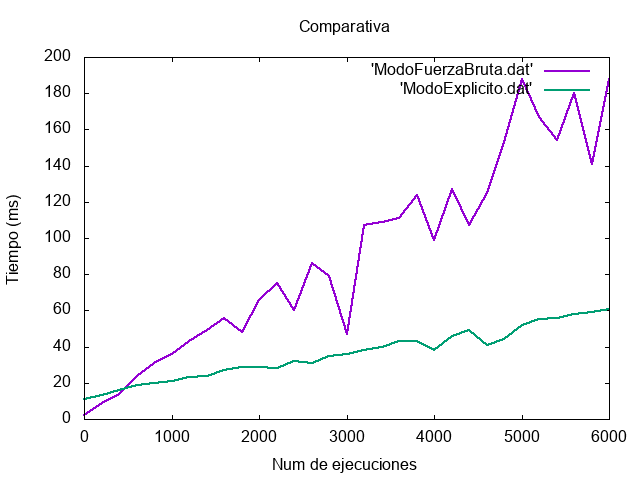 Comparativa
200
180
160
140
120
100
80
60
40
20
0
Tiempo (ms)
'ModoFuerzaBruta.dat'
'ModoExplicito.dat'
0 1000 2000 3000 4000 5000 6000
Num de ejecuciones